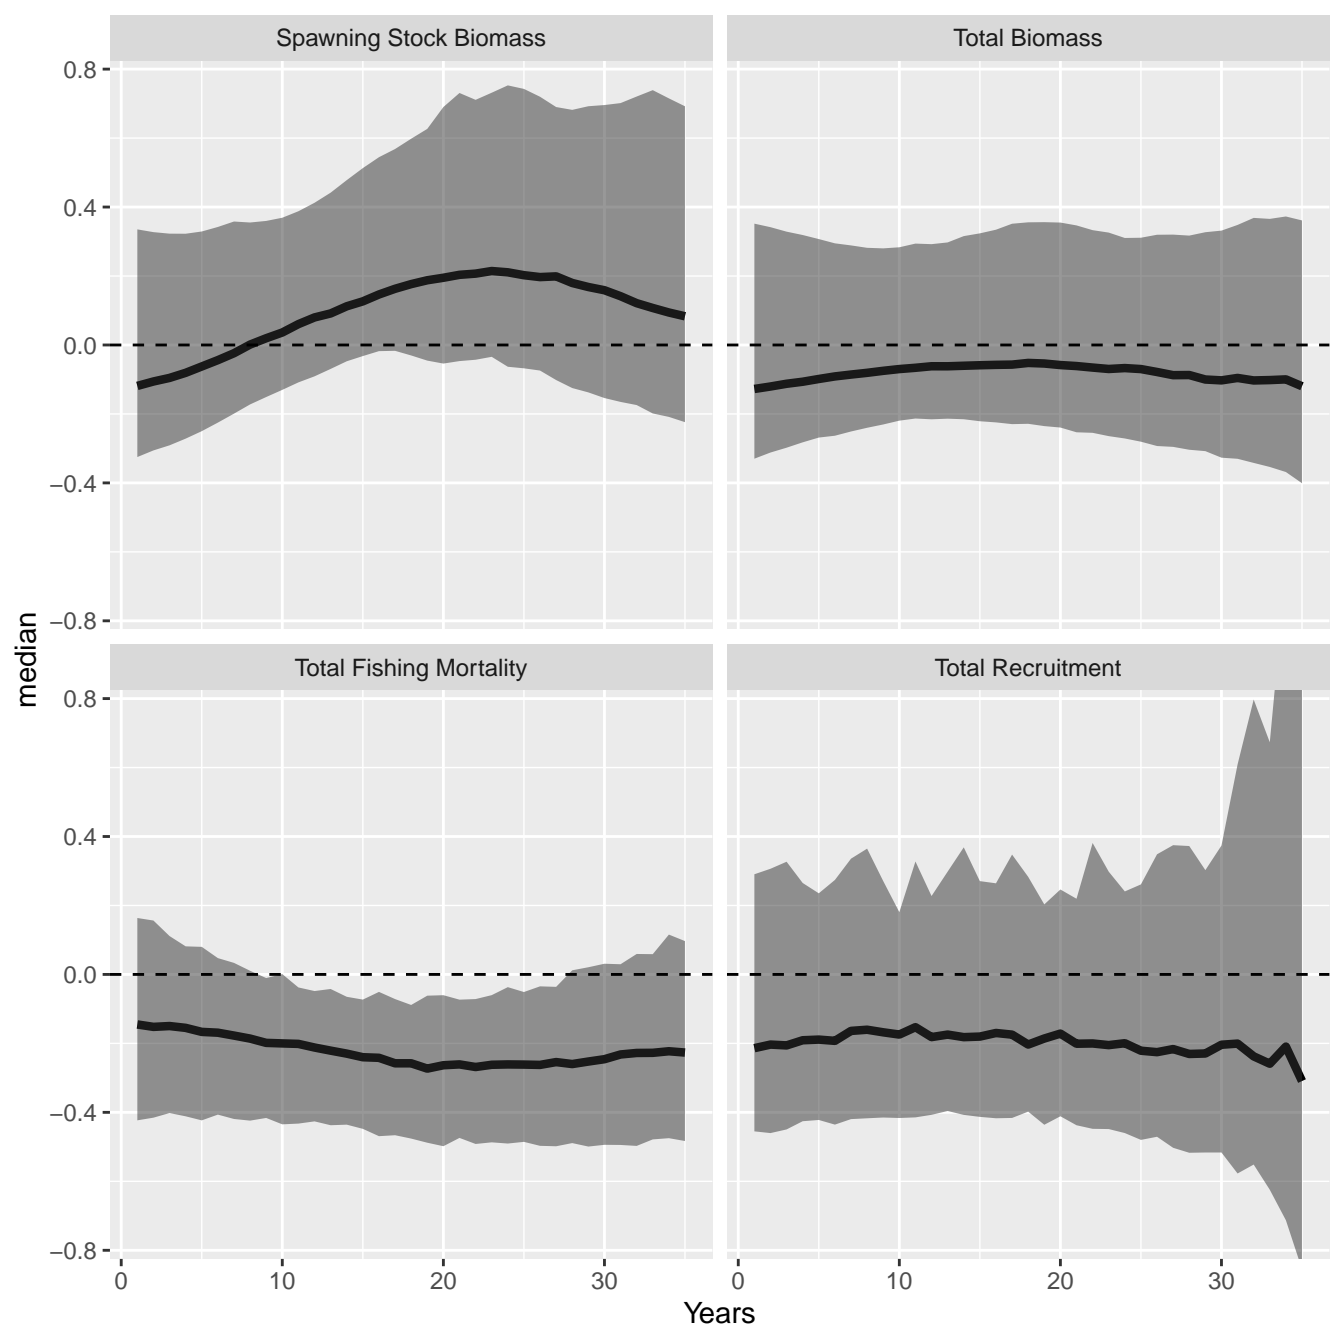 Spawning Stock Biomass
Total Biomass
0.8
0.4
0.0
−0.4
−0.8
median
Total Fishing Mortality
Total Recruitment
0.8
0.4
0.0
−0.4
−0.8
0 10 20 30
0 10 20 30
Years